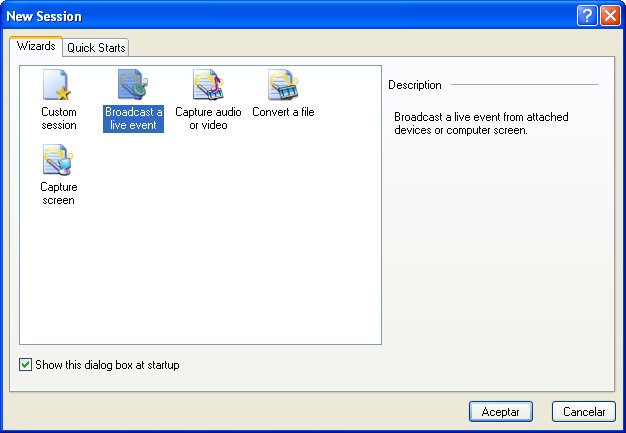 New Session
Wizards
Quick Starts
Custom
session
Broadcast a
live event
Capture audio
or video
Convert a file
Capture
screen
Description
Broadcast a live event from attached
devices or computer screen.
Show this dialog box at startup
Aceptar
Cancelar